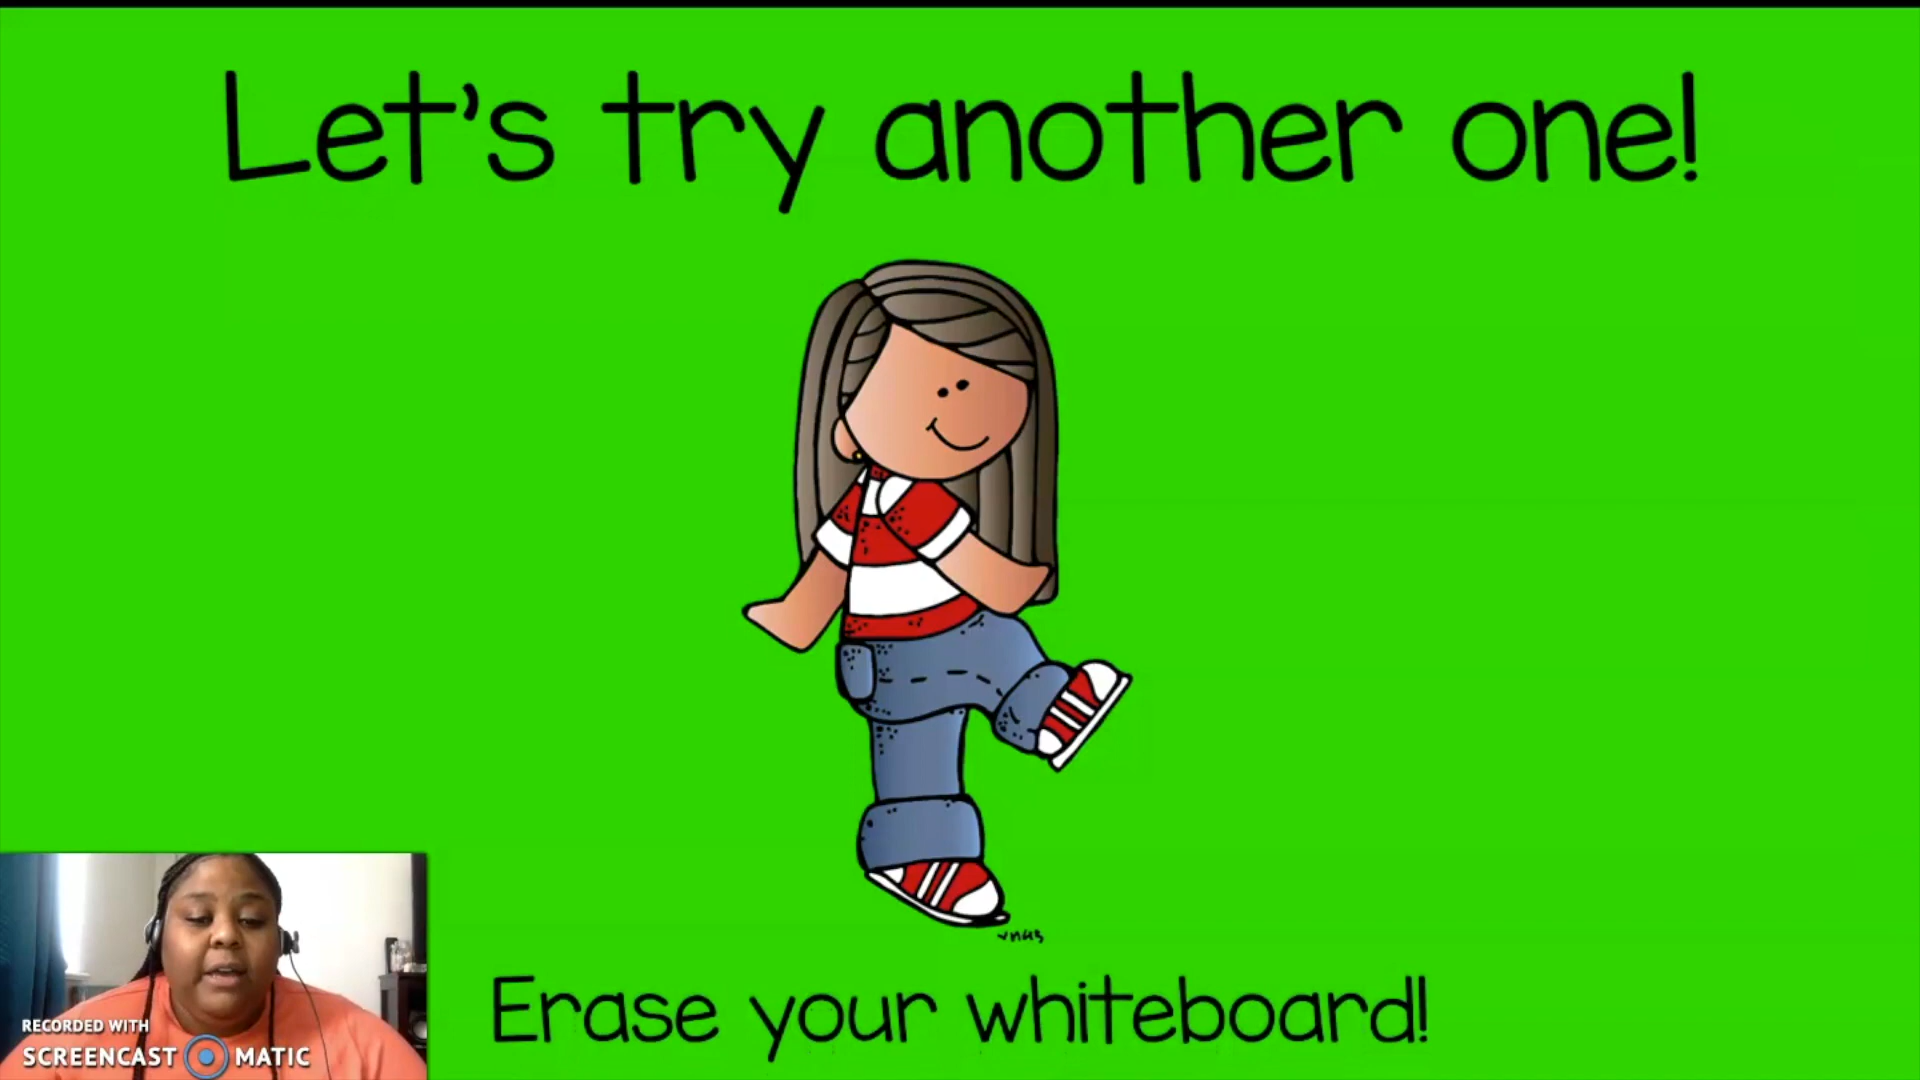 Let's try another one!
Erase your whiteboard!
RECORDED WITH
SCREENCAST MATIC